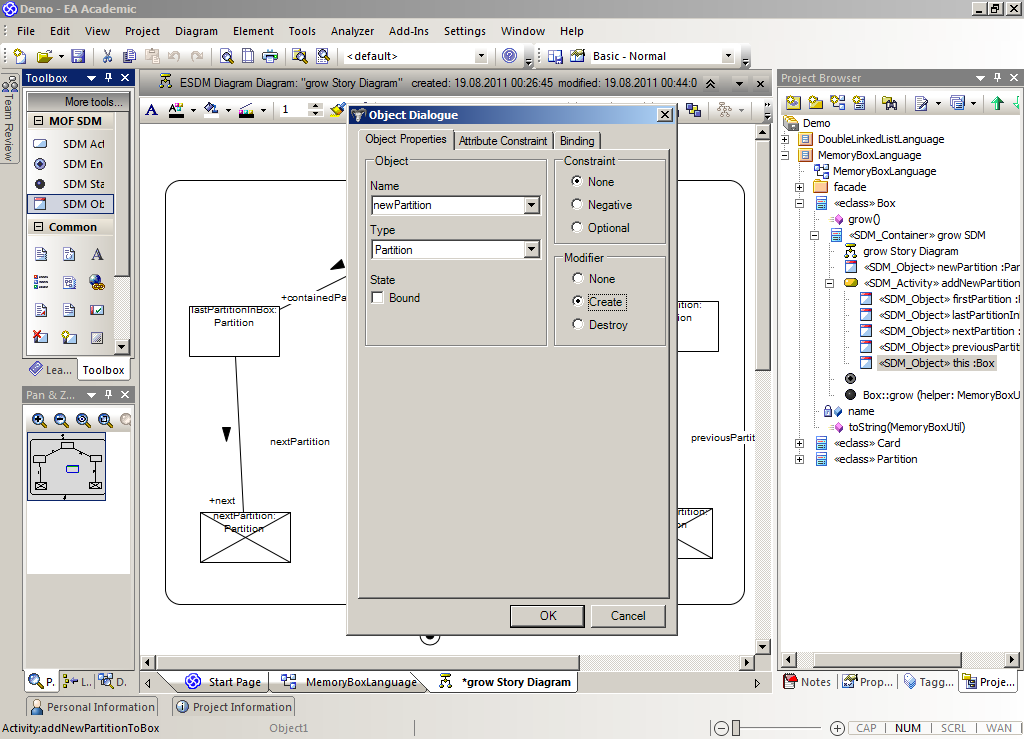 Demo - EA Academic
File Edit View Project Diagram Element Tools Analyzer Add-Ins Settings Window Help
<default>
Basic - Normal
Team Review
Toolbox
More tools...
MOF SDM
SDM Act
SDM En
SDM Sta
SDM Ob
Common
Lea...
Toolbox
Pan & Z...
P.
L..
D.
ESDM Diagram Diagram: "grow Story Diagram" created: 19.08.2011 00:26:45 modified: 19.08.2011 00:44:0
1
+containedPa
lastPartitionInBox:
Partition
nextPartition
+next
nextPartition:
Partition
previousPartit
Object Dialogue
Object Properties
Attribute Constraint
Binding
Object
Name
newPartition
Type
Partition
State
Bound
Constraint
None
Negative
Optional
Modifier
None
Create
Destroy
OK
Cancel
Start Page
MemoryBoxLanguage
*grow Story Diagram
Project Browser
Demo
DoubleLinkedListLanguage
MemoryBoxLanguage
MemoryBoxLanguage
facade
«eclass» Box
grow()
«SDM_Container» grow SDM
grow Story Diagram
«SDM_Object» newPartition :Par
«SDM_Activity» addNewPartition
«SDM_Object» firstPartition :
«SDM_Object» lastPartitionIn
«SDM_Object» nextPartition :
«SDM_Object» previousPartit
«SDM_Object» this :Box
Box::grow (helper: MemoryBoxU
name
toString(MemoryBoxUtil)
«eclass» Card
«eclass» Partition
Notes
Prop...
Tagg...
Proje...
Personal Information
Project Information
Activity:addNewPartitionToBox
Object1
CAP
NUM
SCRL
WAN